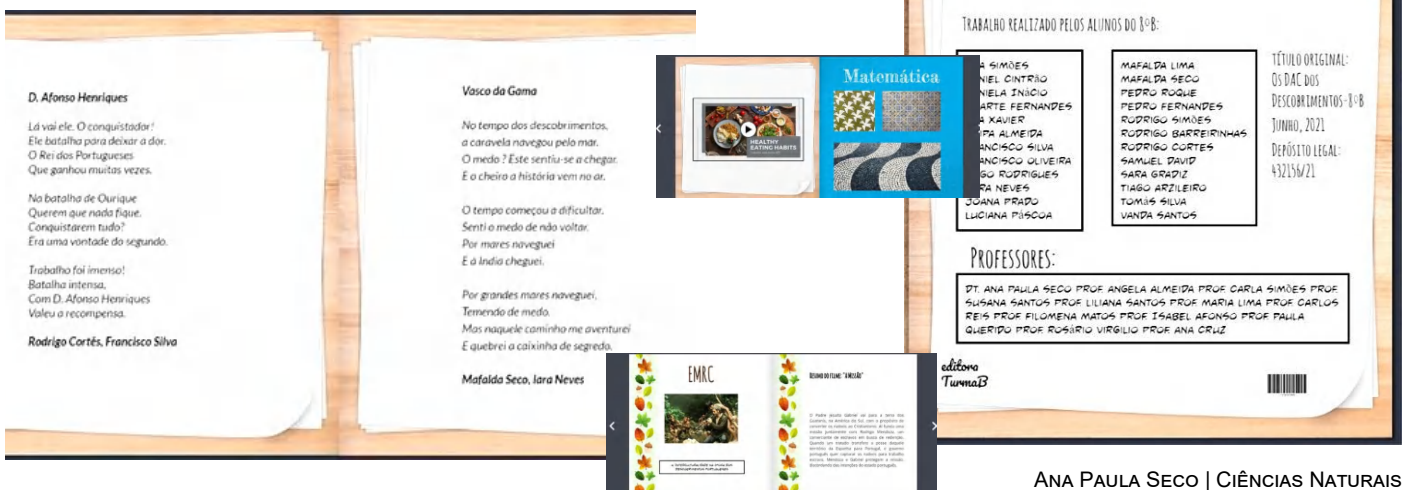 D. Afonso Henriques
Lá vai ele. O conquistador!
Ele batalha para deixar a dor.
O Rei dos Portugueses
Que ganhou muitas vezes.
Na batalha de Ourique
Querem que nada fique.
Conquistarem tudo?
Era uma vontade do segundo.
Trabalho foi imenso!
Batalha intensa,
Com D. Afonso Henriques
Valeu a recompensa.
Rodrigo Cortês, Francisco Silva
Vasco da Gama
No tempo dos descobrimentos,
a caravela navegou pelo mar.
O medo ? Este sentiu-se a chegar.
E o cheiro a história vem no ar.
O tempo começou a dificultar,
Senti o medo de não voltar.
Por mares naveguei
E à Índia cheguei.
Por grandes mares naveguei,
Temendo de medo.
Mas naquele caminho me aventurei
E quebrei a caixinha de segredo.
Mafalda Seco, Iara Neves
HEALTHY
EATING HABITS
Matemática
EMRC
RESUMO DO FILME: "A MISSÃO"
TRABALHO REALIZADO PELOS ALUNOS DO 8ºB:
SIMÕES
CINTRÃO
INÁCIO
FERNANDES
XAVIER
ALMEIDA
SILVA
OLIVEIRA
RODRIGUES
NEVES
JOANA PRADO
LUCIANA PÁSCOA
MAFALDA LIMA
MAFALDA SECO
PEDRO ROQUE
PEDRO FERNANDES
RODRIGO SIMÕES
RODRIGO BARREIRINHAS
RODRIGO CORTES
SAMUEL DAVID
SARA GRADIZ
TIAGO ARZILEIRO
TOMÁS SILVA
VANDA SANTOS
TÍTULO ORIGINAL:
OS DAC DOS
DESCOBRIMENTOS-8ºB
JUNHO, 2021
DEPÓSITO LEGAL:
432156/21
PROFESSORES:
DT. ANA PAULA SECO PROF. ANGELA ALMEIDA PROF. CARLA SIMÕES PROF.
SUSANA SANTOS PROF. LILIANA SANTOS PROF. MARIA LIMA PROF. CARLOS
REIS PROF. FILOMENA MATOS PROF. ISABEL AFONSO PROF. PAULA
QUERIDO PROF. ROSÁRIO VIRGILIO PROF. ANA CRUZ
editora
TurmaB
ANA PAULA SECO | CIÊNCIAS NATURAIS